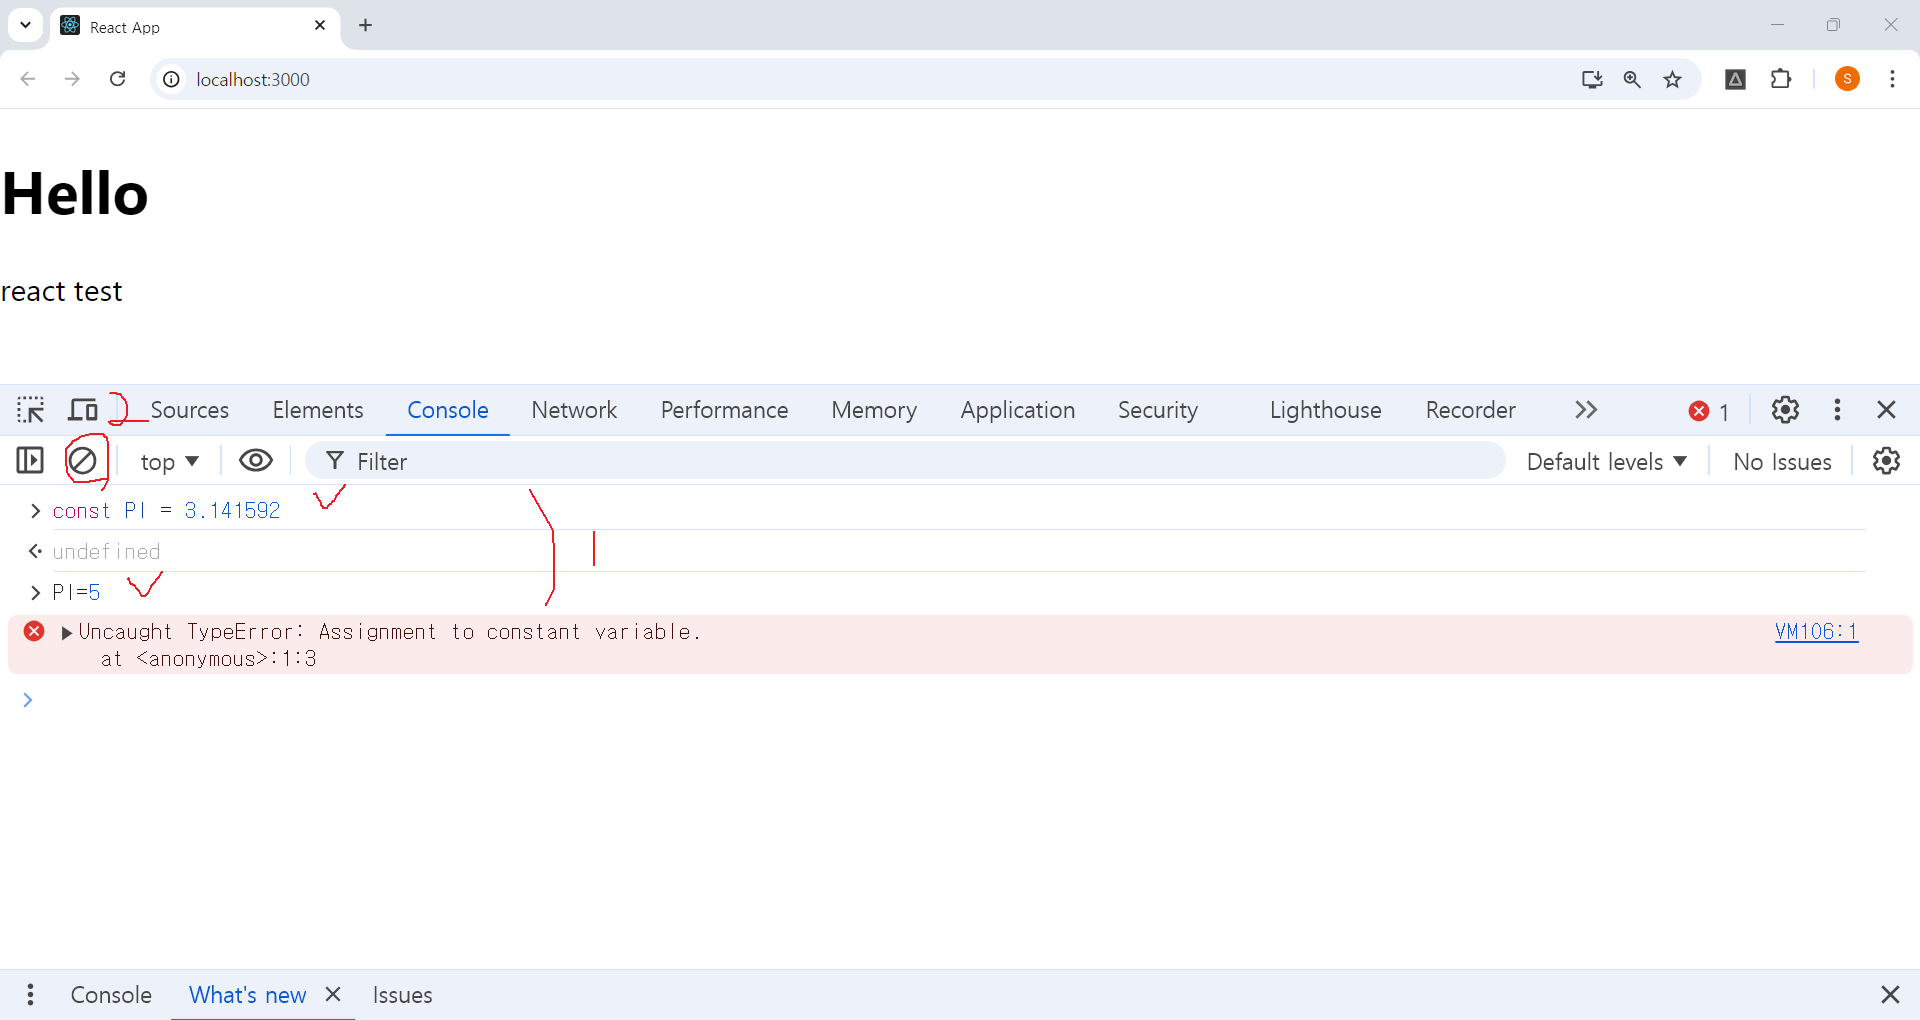 React App
localhost:3000
S
Hello
react test
Sources Elements Console Network Performance Memory Application Security Lighthouse Recorder 1
top Filter Default levels No Issues
const PI = 3.141592
undefined
PI=5
Uncaught TypeError: Assignment to constant variable. VM106:1
at <anonymous>:1:3
Console What's new Issues